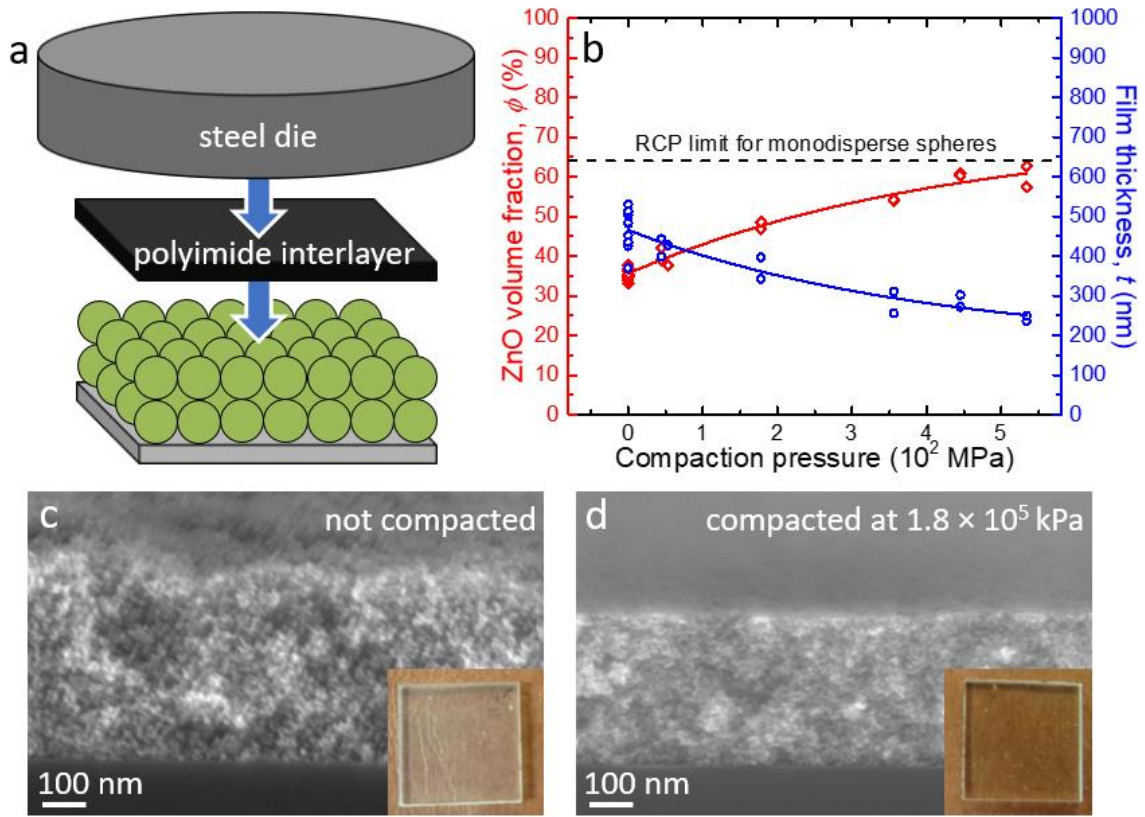 a
steel die
polyimide interlayer
b
100
90
80
70
60
50
40
30
20
10
0
ZnO volume fraction, ϕ (%)
RCP limit for monodisperse spheres
1000
900
800
700
600
500
400
300
200
100
0
Film thickness, t (nm)
0 1 2 3 4 5
Compaction pressure (10² MPa)
c
not compacted
100 nm
d
compacted at 1.8 × 10⁵ kPa
100 nm